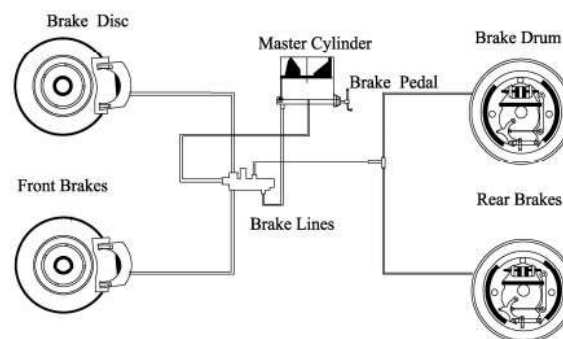 Brake Disc
Master Cylinder
Brake Drum
Brake Pedal
Front Brakes
Rear Brakes
Brake Lines